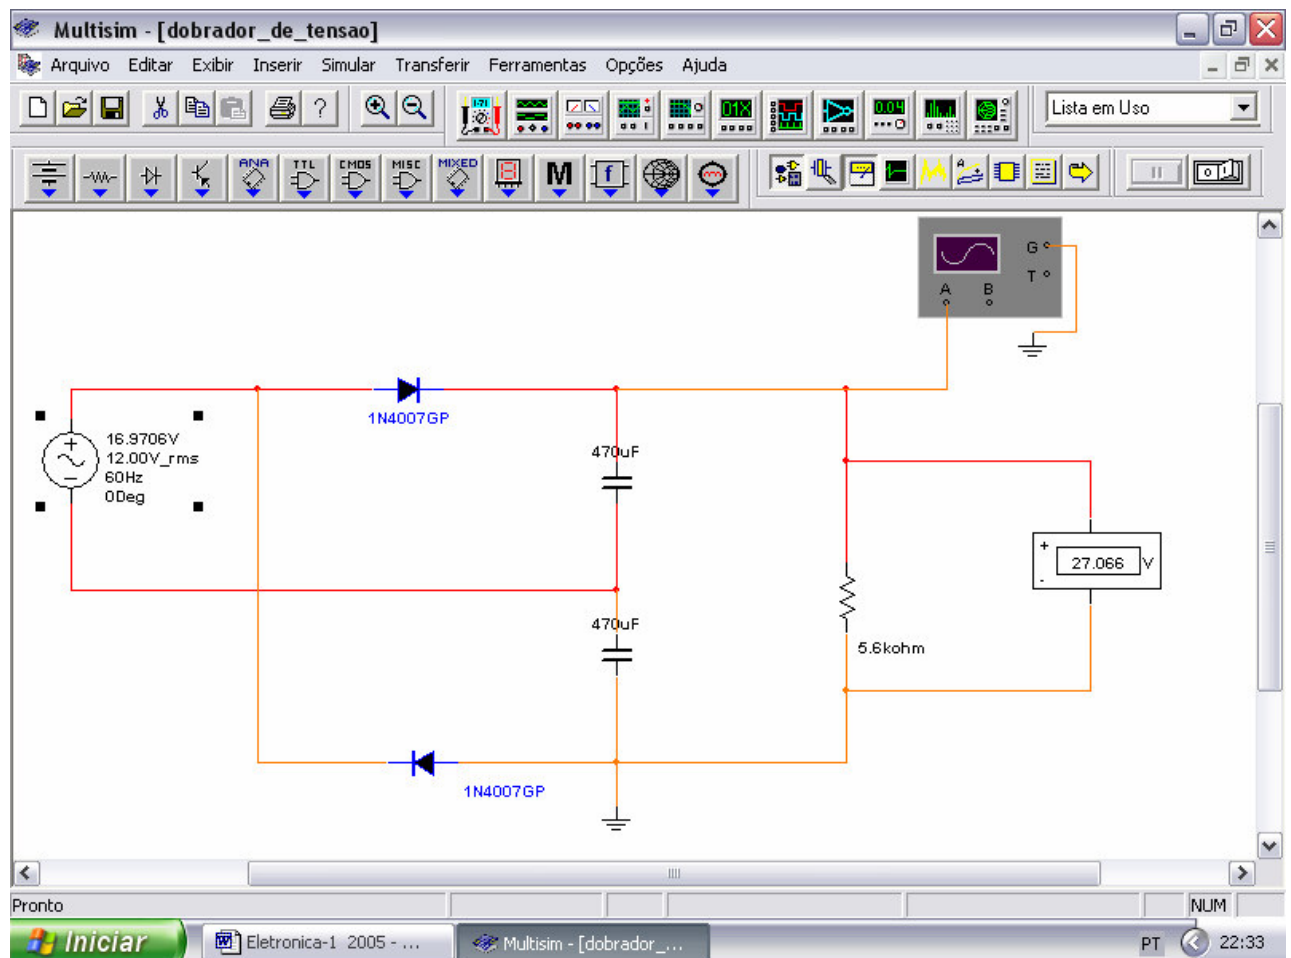 Multisim - [dobrador_de_tensao]
Arquivo Editar Exibir Inserir Simular Transferir Ferramentas Opções Ajuda
Lista em Uso
ANA TTL CMOS MISC MIXED M f A
G
T
A B
1N4007GP
16.9706V
12.00V_rms
60Hz
0Deg
470uF
+ 27.066 V
-
470uF
5.6kohm
1N4007GP
Pronto NUM
Iniciar Eletronica-1 2005 - ... Multisim - [dobrador_... PT 22:33